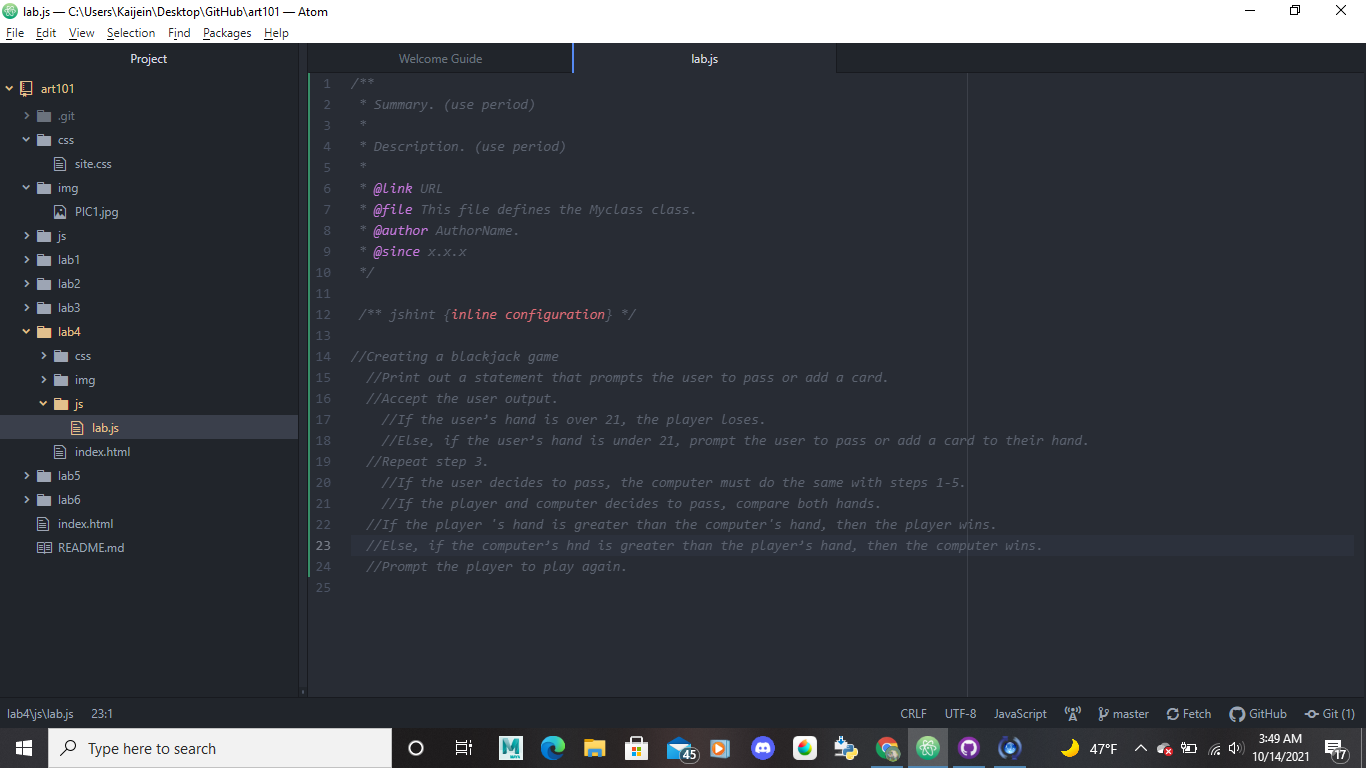 lab.js — C:\Users\Kaijein\Desktop\GitHub\art101 — Atom
File Edit View Selection Find Packages Help
Project
Welcome Guide
lab.js
art101
.git
css
site.css
img
PIC1.jpg
js
lab1
lab2
lab3
lab4
css
img
js
lab.js
index.html
lab5
lab6
index.html
README.md
1 /**
2 * Summary. (use period)
3 *
4 * Description. (use period)
5 *
6 * @link URL
7 * @file This file defines the Myclass class.
8 * @author AuthorName.
9 * @since x.x.x
10 */
11
12 /** jshint {inline configuration} */
13
14 //Creating a blackjack game
15 //Print out a statement that prompts the user to pass or add a card.
16 //Accept the user output.
17 //If the user’s hand is over 21, the player loses.
18 //Else, if the user’s hand is under 21, prompt the user to pass or add a card to their hand.
19 //Repeat step 3.
20 //If the user decides to pass, the computer must do the same with steps 1-5.
21 //If the player and computer decides to pass, compare both hands.
22 //If the player 's hand is greater than the computer's hand, then the player wins.
23 //Else, if the computer’s hnd is greater than the player’s hand, then the computer wins.
24 //Prompt the player to play again.
25
lab4\js\lab.js 23:1 CRLF UTF-8 JavaScript master Fetch GitHub Git (1)
Type here to search
M
MAYA
45
47°F
3:49 AM
10/14/2021
17